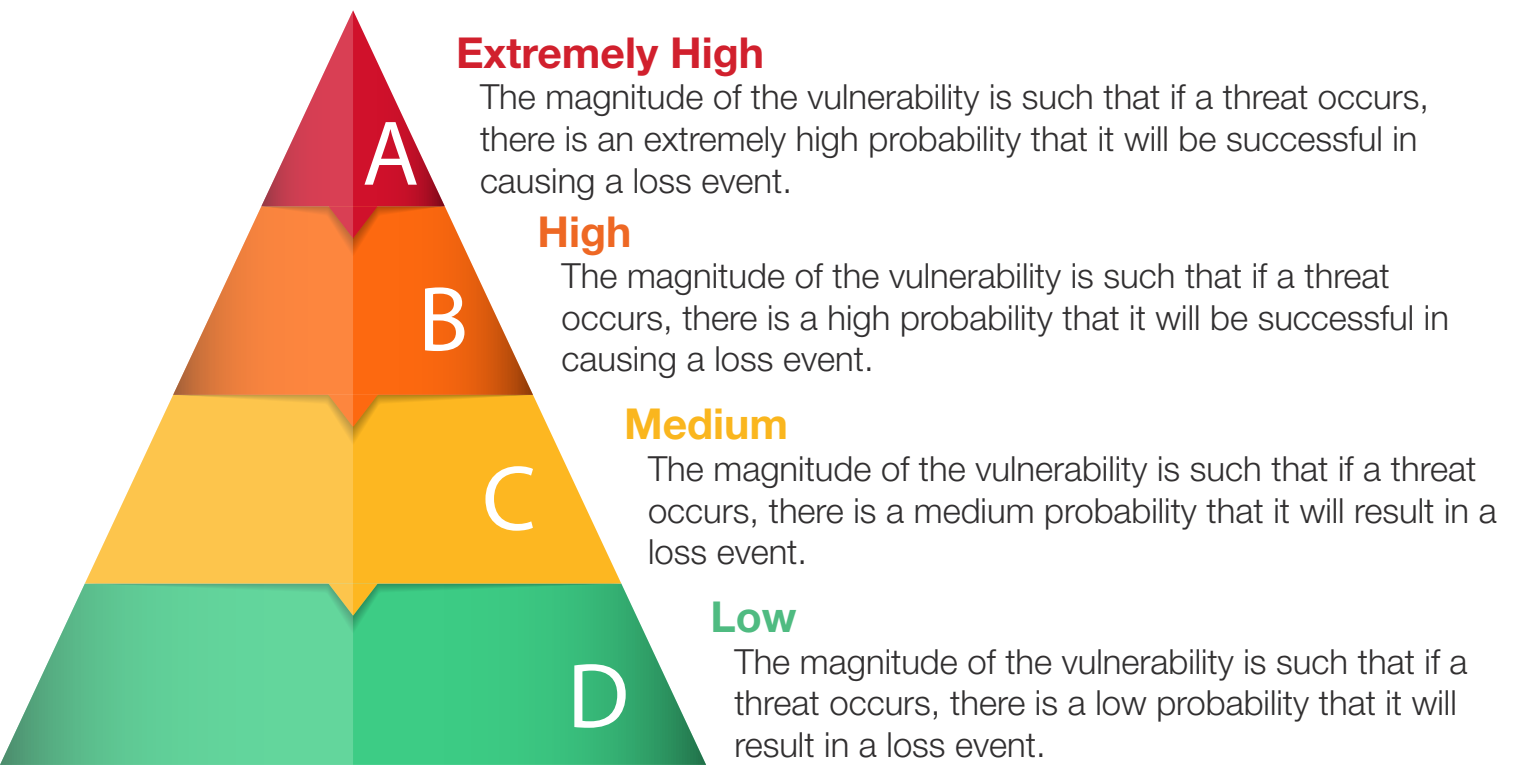 A
Extremely High
The magnitude of the vulnerability is such that if a threat occurs,
there is an extremely high probability that it will be successful in
causing a loss event.
B
High
The magnitude of the vulnerability is such that if a threat
occurs, there is a high probability that it will be successful in
causing a loss event.
C
Medium
The magnitude of the vulnerability is such that if a threat
occurs, there is a medium probability that it will result in a
loss event.
D
Low
The magnitude of the vulnerability is such that if a
threat occurs, there is a low probability that it will
result in a loss event.